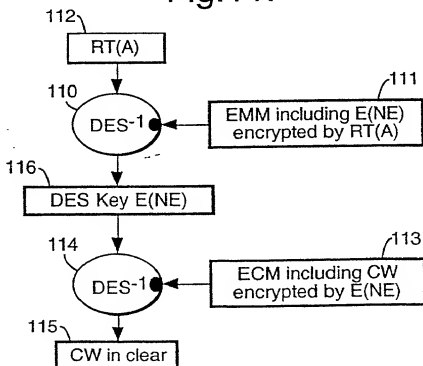 112
RT(A)
110
111
DES-1
EMM including E(NE)
encrypted by RT(A)
116
DES Key E(NE)
113
114
DES-1
ECM including CW
encrypted by E(NE)
115
CW in clear